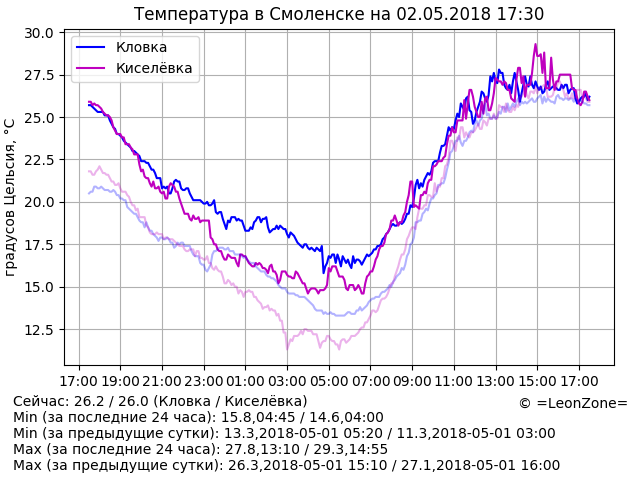 Температура в Смоленске на 02.05.2018 17:30
Кловка
Киселёвка
градусов Цельсия, °C
30.0
27.5
25.0
22.5
20.0
17.5
15.0
12.5
17:00 19:00 21:00 23:00 01:00 03:00 05:00 07:00 09:00 11:00 13:00 15:00 17:00
Сейчас: 26.2 / 26.0 (Кловка / Киселёвка)
© =LeonZone=
Min (за последние 24 часа): 15.8,04:45 / 14.6,04:00
Min (за предыдущие сутки): 13.3,2018-05-01 05:20 / 11.3,2018-05-01 03:00
Max (за последние 24 часа): 27.8,13:10 / 29.3,14:55
Max (за предыдущие сутки): 26.3,2018-05-01 15:10 / 27.1,2018-05-01 16:00